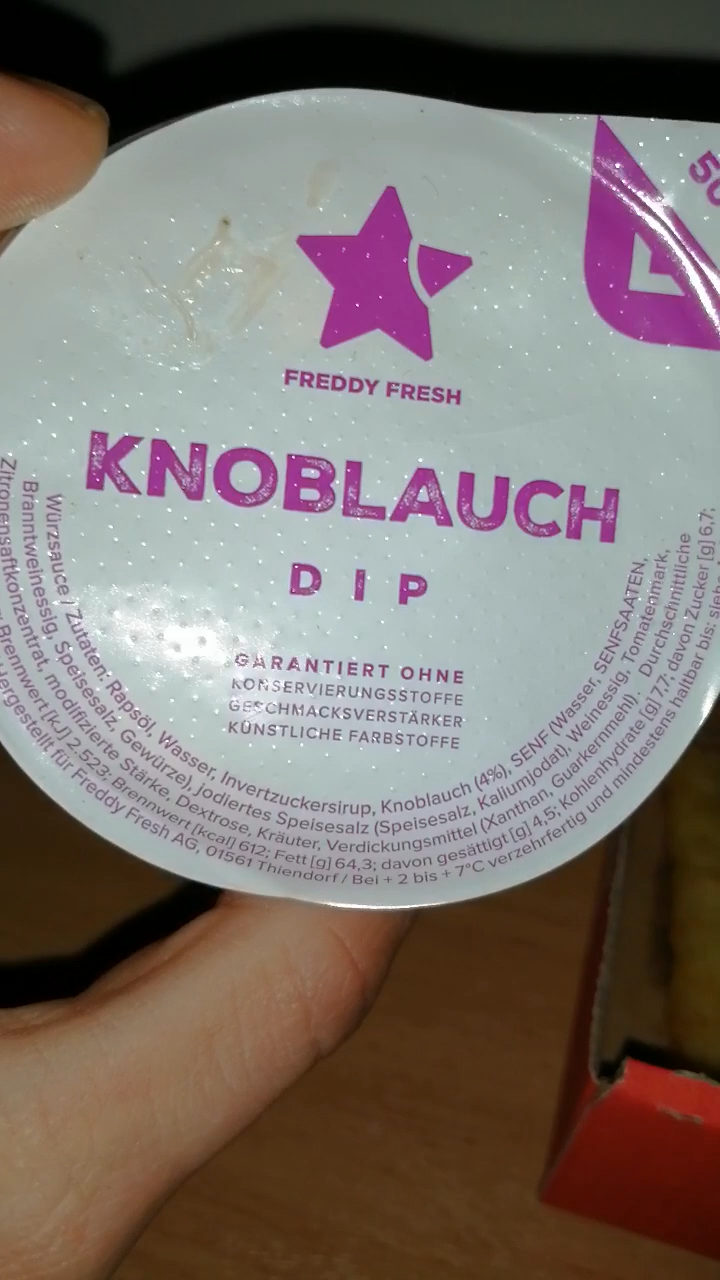 50
FREDDY FRESH
KNOBLAUCH
DIP
GARANTIERT OHNE
KONSERVIERUNGSSTOFFE
GESCHMACKSVERSTÄRKER
KÜNSTLICHE FARBSTOFFE
Würzsauce / Zutaten: Rapsöl, Wasser, Invertzuckersirup, Knoblauch (4%), SENF (Wasser, SENFSAATEN,
Branntweinessig, Speisesalz, Gewürze), jodiertes Speisesalz (Speisesalz, Kaliumjodat), Weinessig, Tomatenmark,
Zitronensaftkonzentrat, modifizierte Stärke, Dextrose, Kräuter, Verdickungsmittel (Xanthan, Guarkernmehl). Durchschnittliche
Brennwert [kJ] 2.523; Brennwert [kcal] 612; Fett [g] 64,3; davon gesättigt [g] 4,5; Kohlenhydrate [g] 7,7; davon Zucker [g] 6,7;
Hergestellt für Freddy Fresh AG, 01561 Thiendorf / Bei + 2 bis + 7°C verzehrfertig und mindestens haltbar bis: